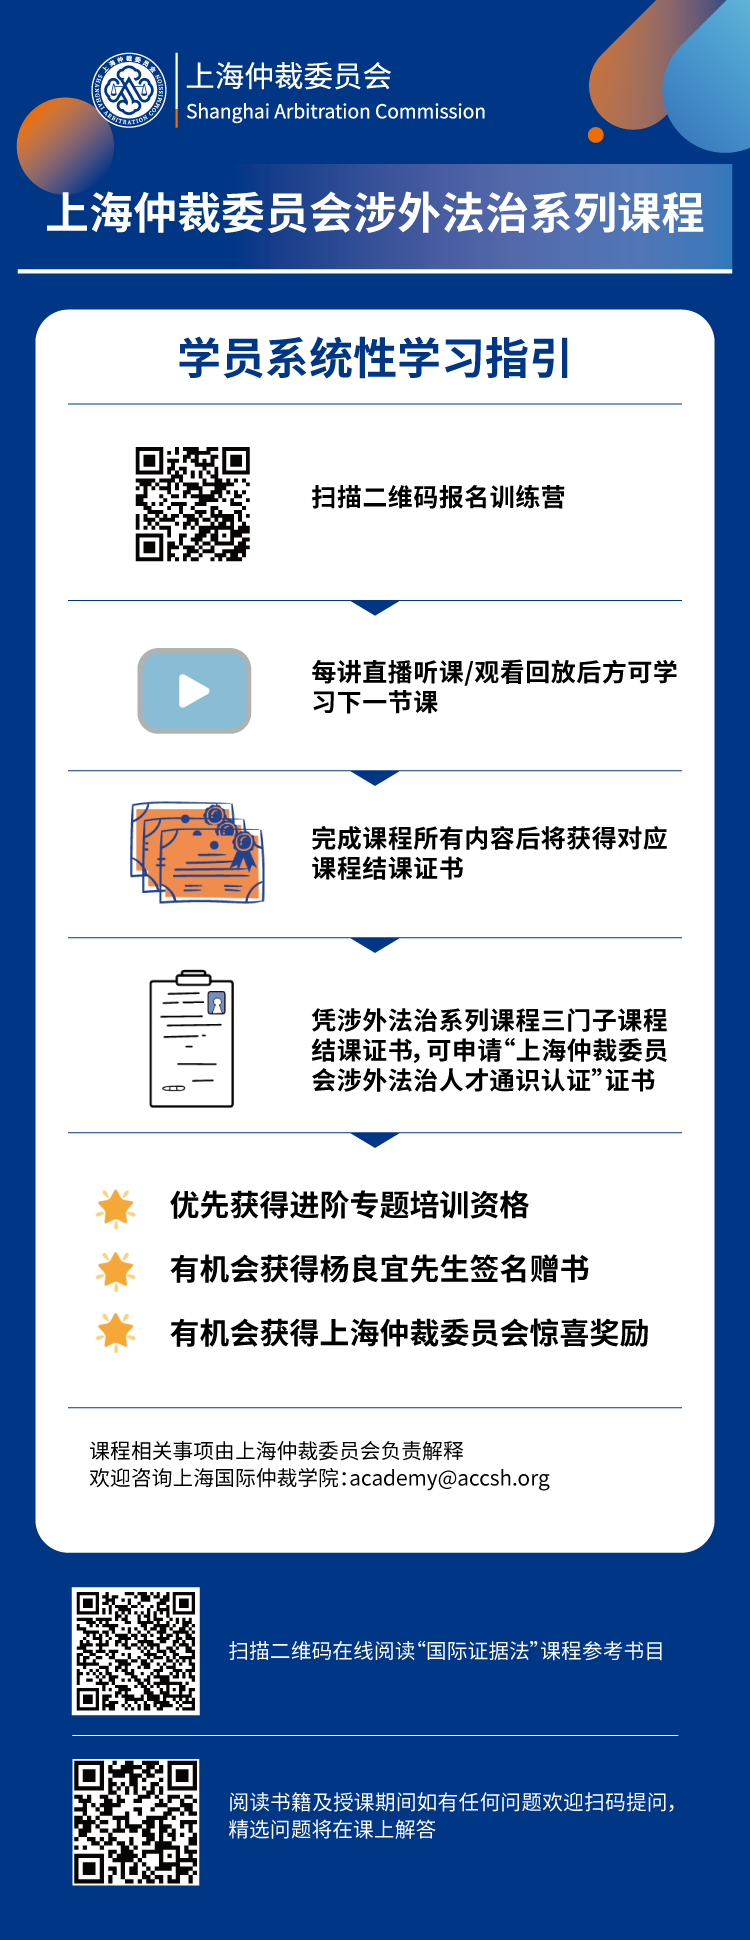 上海仲裁委员会
Shanghai Arbitration Commission
上海仲裁委员会
SHANGHAI ARBITRATION COMMISSION
上海仲裁委员会涉外法治系列课程
学员系统性学习指引
扫描二维码报名训练营
每讲直播听课/观看回放后方可学
习下一节课
完成课程所有内容后将获得对应
课程结课证书
凭涉外法治系列课程三门子课程
结课证书，可申请“上海仲裁委员
会涉外法治人才通识认证”证书
优先获得进阶专题培训资格
有机会获得杨良宜先生签名赠书
有机会获得上海仲裁委员会惊喜奖励
课程相关事项由上海仲裁委员会负责解释
欢迎咨询上海国际仲裁学院：academy@accsh.org
扫描二维码在线阅读“国际证据法”课程参考书目
阅读书籍及授课期间如有任何问题欢迎扫码提问，
精选问题将在课上解答